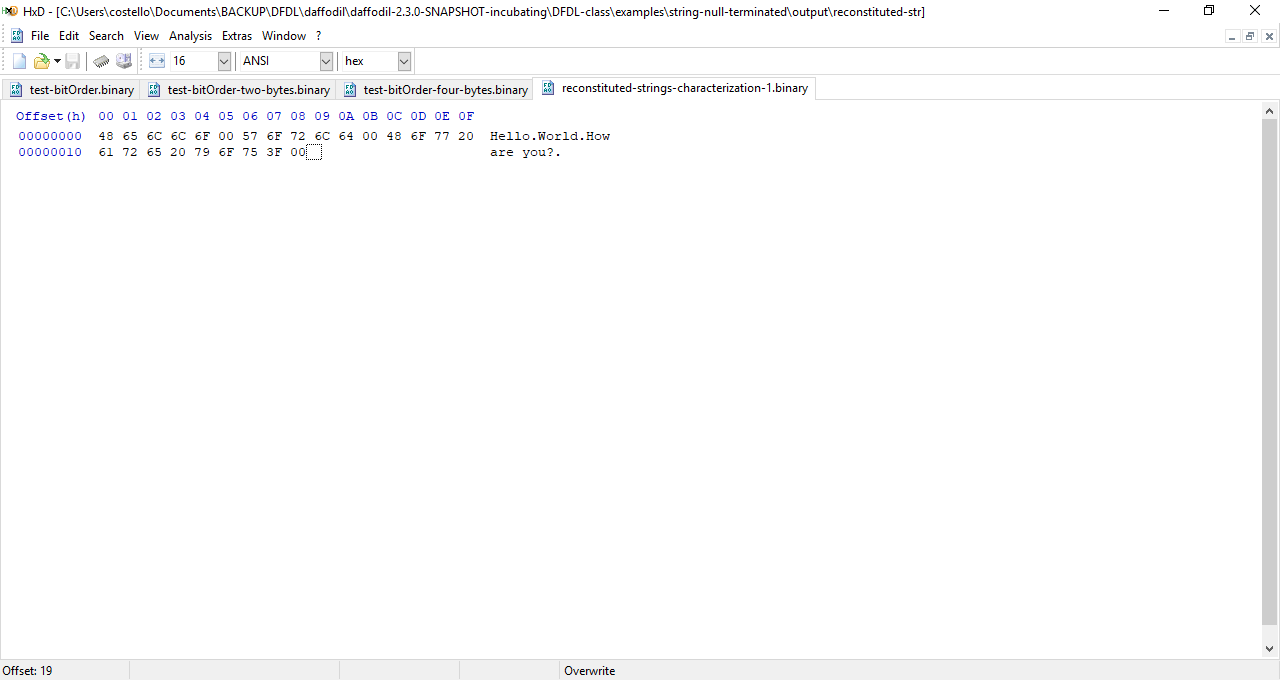 HxD - [C:\Users\costello\Documents\BACKUP\DFDL\daffodil\daffodil-2.3.0-SNAPSHOT-incubating\DFDL-class\examples\string-null-terminated\output\reconstituted-str]
File Edit Search View Analysis Extras Window ?
16 ANSI hex
test-bitOrder.binary test-bitOrder-two-bytes.binary test-bitOrder-four-bytes.binary reconstituted-strings-characterization-1.binary
Offset(h) 00 01 02 03 04 05 06 07 08 09 0A 0B 0C 0D 0E 0F
00000000 48 65 6C 6C 6F 00 57 6F 72 6C 64 00 48 6F 77 20 Hello.World.How
00000010 61 72 65 20 79 6F 75 3F 00 are you?.
Offset: 19 Overwrite